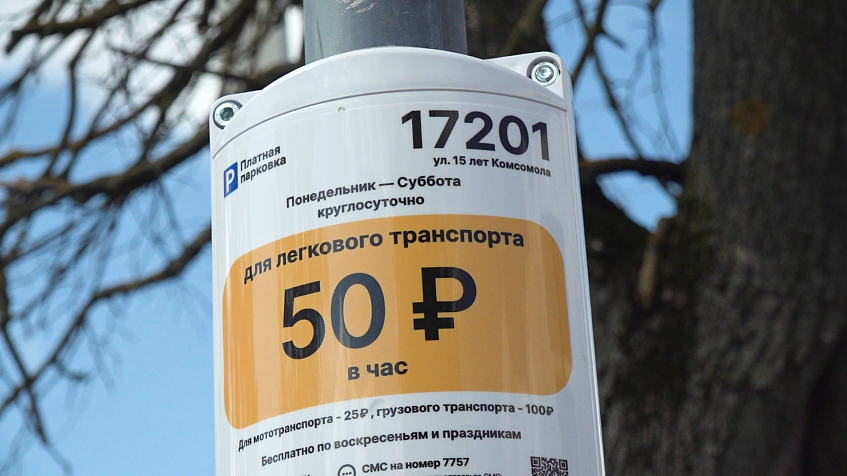 17201
ул. 15 лет Комсомола
P Платная
парковка
Понедельник — Суббота
круглосуточно
для легкового транспорта
50 ₽
в час
Для мототранспорта - 25₽, грузового транспорта - 100₽
Бесплатно по воскресеньям и праздникам
СМС на номер 7757